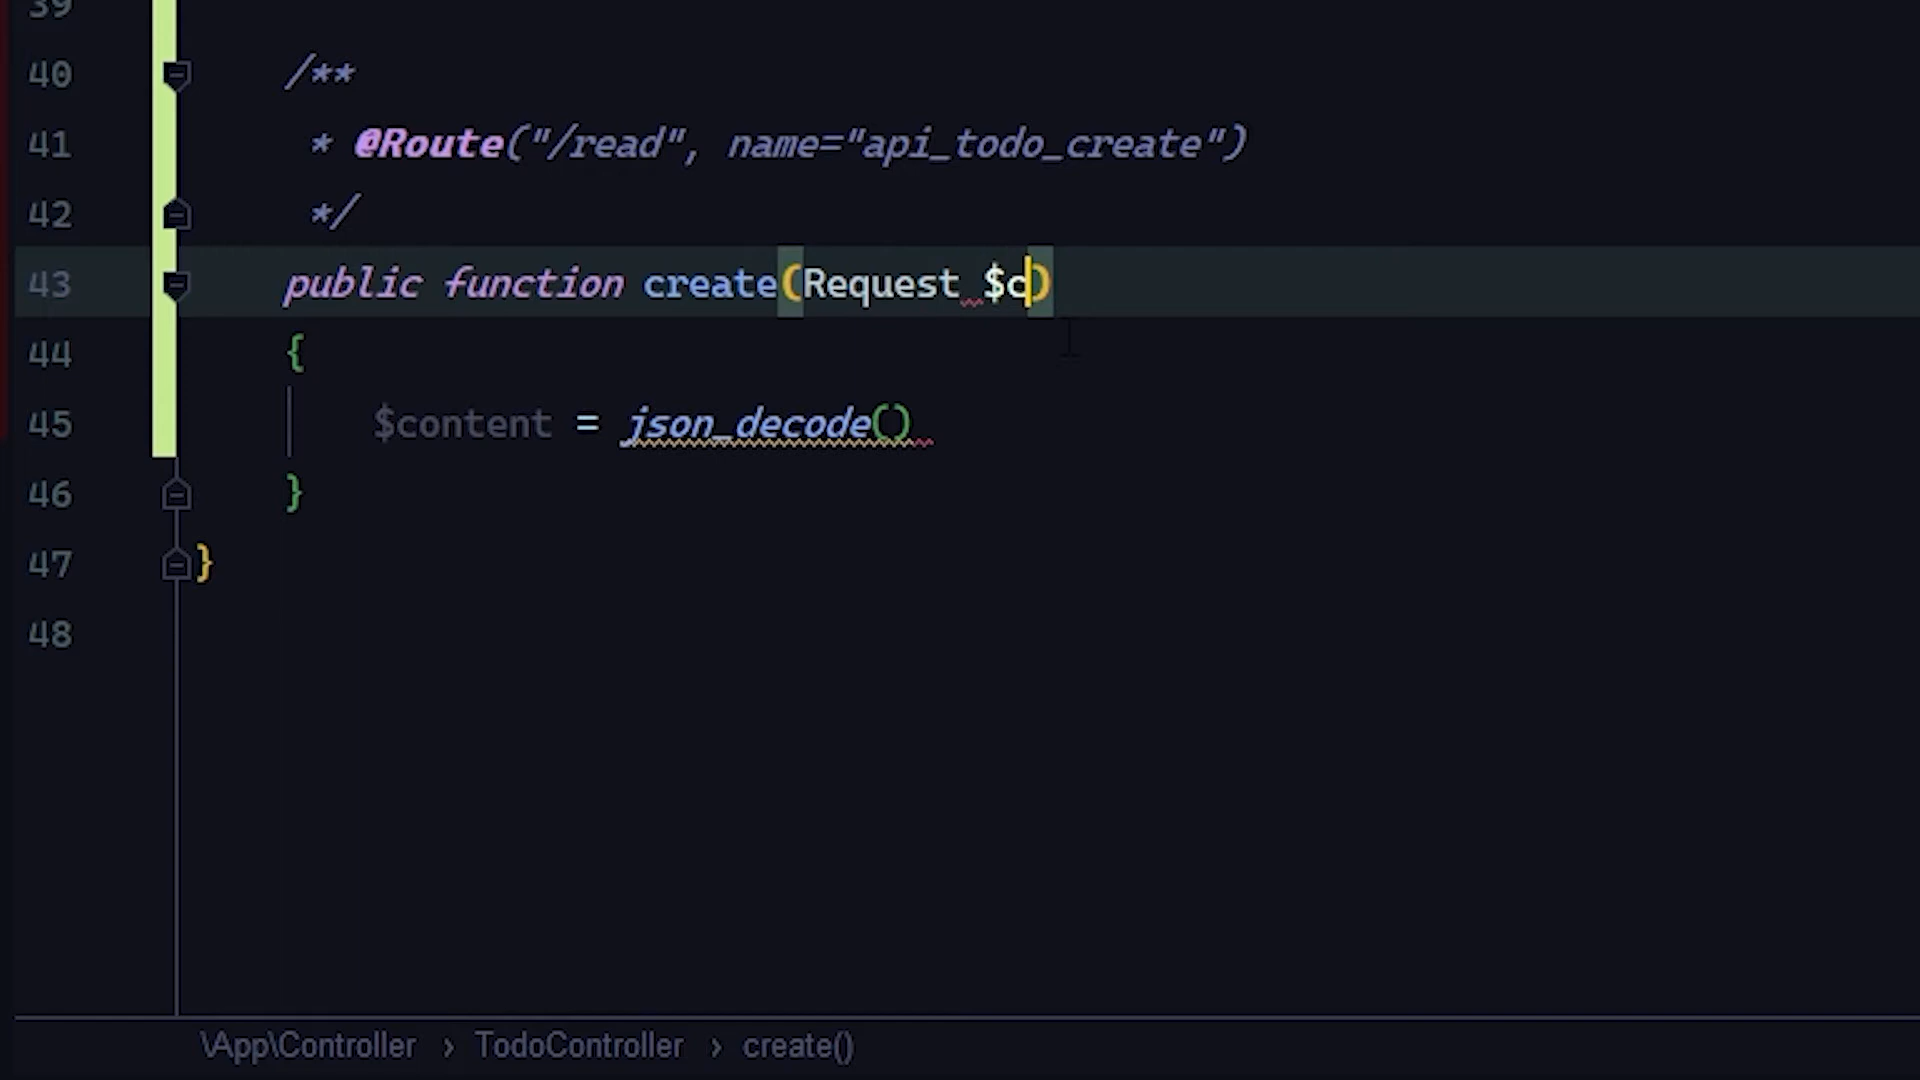 39
40 /**
41 * @Route("/read", name="api_todo_create")
42 */
43 public function create(Request $c)
44 {
45 $content = json_decode()
46 }
47 }
48
\App\Controller › TodoController › create()